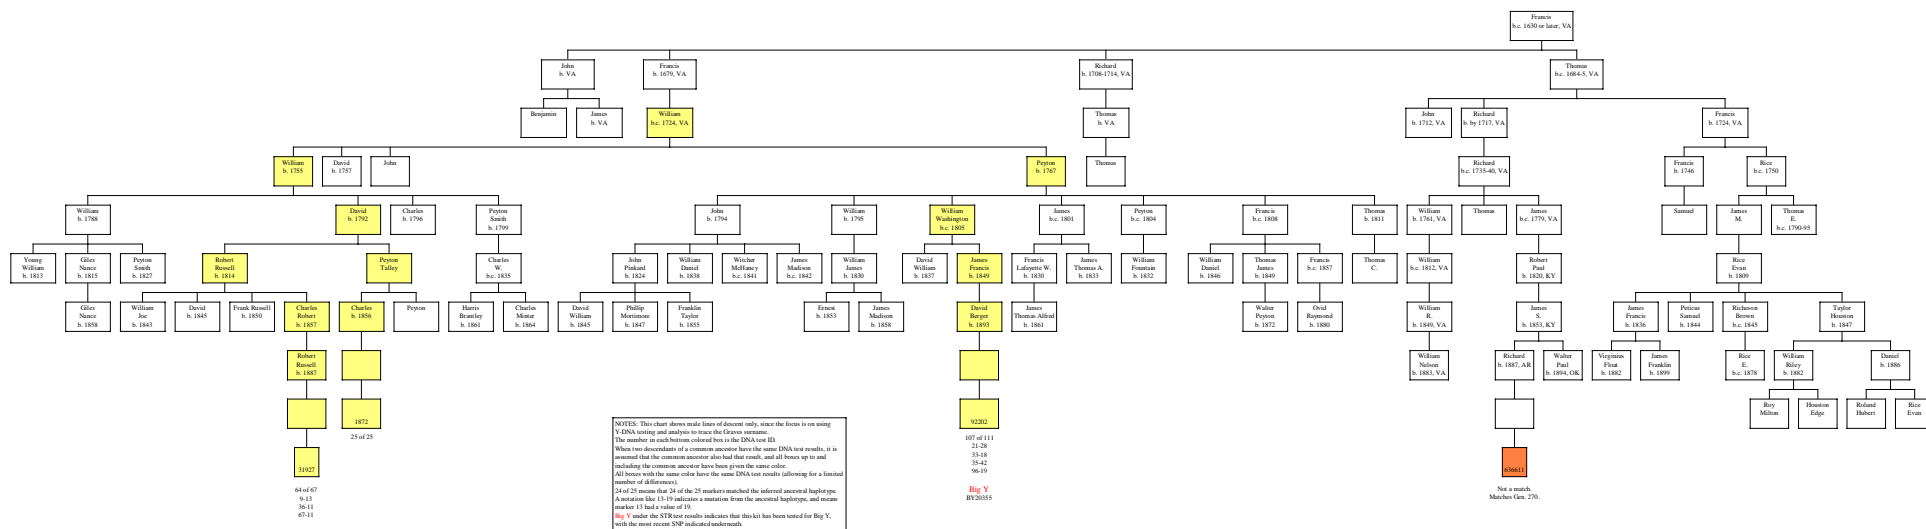 Francis
b.c. 1630 or later, VA
John
b. VA
Francis
b. 1679, VA
Richard
b. 1708-1714, VA
Thomas
b.c. 1684-5, VA
Benjamin
James
b. VA
William
b.c. 1724, VA
Thomas
b. VA
John
b. 1712, VA
Richard
b. by 1717, VA
Francis
b. 1724, VA
William
b. 1755
David
b. 1757
John
Peyton
b. 1767
Thomas
Richard
b.c. 1735-40, VA
Francis
b. 1746
Rice
b.c. 1750
William
b. 1788
David
b. 1792
Charles
b. 1796
Peyton
Smith
b. 1799
John
b. 1794
William
b. 1795
William
Washington
b.c. 1805
James
b.c. 1801
Peyton
b. 1804
Francis
b.c. 1808
Thomas
b. 1811
William
b. 1761, VA
Thomas
James
b.c. 1779, VA
Samuel
James
M.
Thomas
E.
b.c. 1790-95
Young
William
b. 1813
Giles
Nance
b. 1815
Peyton
Smith
b. 1827
Robert
Russell
b. 1814
Peyton
Talley
Charles
W.
b.c. 1835
John
Pinkard
b. 1824
William
Daniel
b. 1838
Witcher
McHaney
b.c. 1841
James
Madison
b.c. 1842
William
James
b. 1830
David
William
b. 1837
James
Francis
b. 1849
Francis
Lafayette W.
b. 1830
James
Thomas A.
b. 1833
William
Fountain
b. 1832
William
Daniel
b. 1846
Thomas
James
b. 1849
Francis
b.c. 1857
Thomas
C.
William
b.c. 1812, VA
Robert
Paul
b. 1820, KY
Rice
Evan
b. 1809
Giles
Nance
b. 1858
William
Joe
b. 1843
David
b. 1845
Frank Russell
b. 1850
Charles
Robert
b. 1857
Charles
b. 1856
Peyton
Harris
Brantley
b. 1861
Charles
Minter
b. 1864
David
William
b. 1845
Phillip
Mortimore
b. 1847
Franklin
Taylor
b. 1855
Ernest
b. 1853
James
Madison
b. 1858
David
Berger
b. 1893
James
Thomas Alfred
b. 1861
Walter
Peyton
b. 1872
Ovid
Raymond
b. 1880
William
R.
b. 1849, VA
James
S.
b. 1853, KY
James
Francis
b. 1836
Peticus
Samuel
b. 1844
Richeson
Brown
b.c. 1845
Taylor
Houston
b. 1847
Robert
Russell
b. 1887
William
Nelson
b. 1883, VA
Richard
b. 1887, AR
Walter
Paul
b. 1894, OK
Virginius
Float
b. 1882
James
Franklin
b. 1899
Rice
E.
b.c. 1878
William
Riley
b. 1882
Daniel
b. 1886
1872
25 of 25
92202
107 of 111
21-28
33-18
35-42
96-19
Big Y
BY20355
Roy
Milton
Houston
Edge
Roland
Hubert
Rice
Evan
31927
64 of 67
9-13
36-11
67-11
636611
Not a match.
Matches Gen. 270.
NOTES: This chart shows male lines of descent only, since the focus is on using
Y-DNA testing and analysis to trace the Graves surname.
The number in each bottom colored box is the DNA test ID.
When two descendants of a common ancestor have the same DNA test results, it is
assumed that the common ancestor also had that result, and all boxes up to and
including the common ancestor have been given the same color.
All boxes with the same color have the same DNA test results (allowing for a limited
number of differences).
24 of 25 means that 24 of the 25 markers matched the inferred ancestral haplotype.
A notation like 13-19 indicates a mutation from the ancestral haplotype, and means
marker 13 had a value of 19.
Big Y under the STR test results indicates that this kit has been tested for Big Y,
with the most recent SNP indicated underneath.